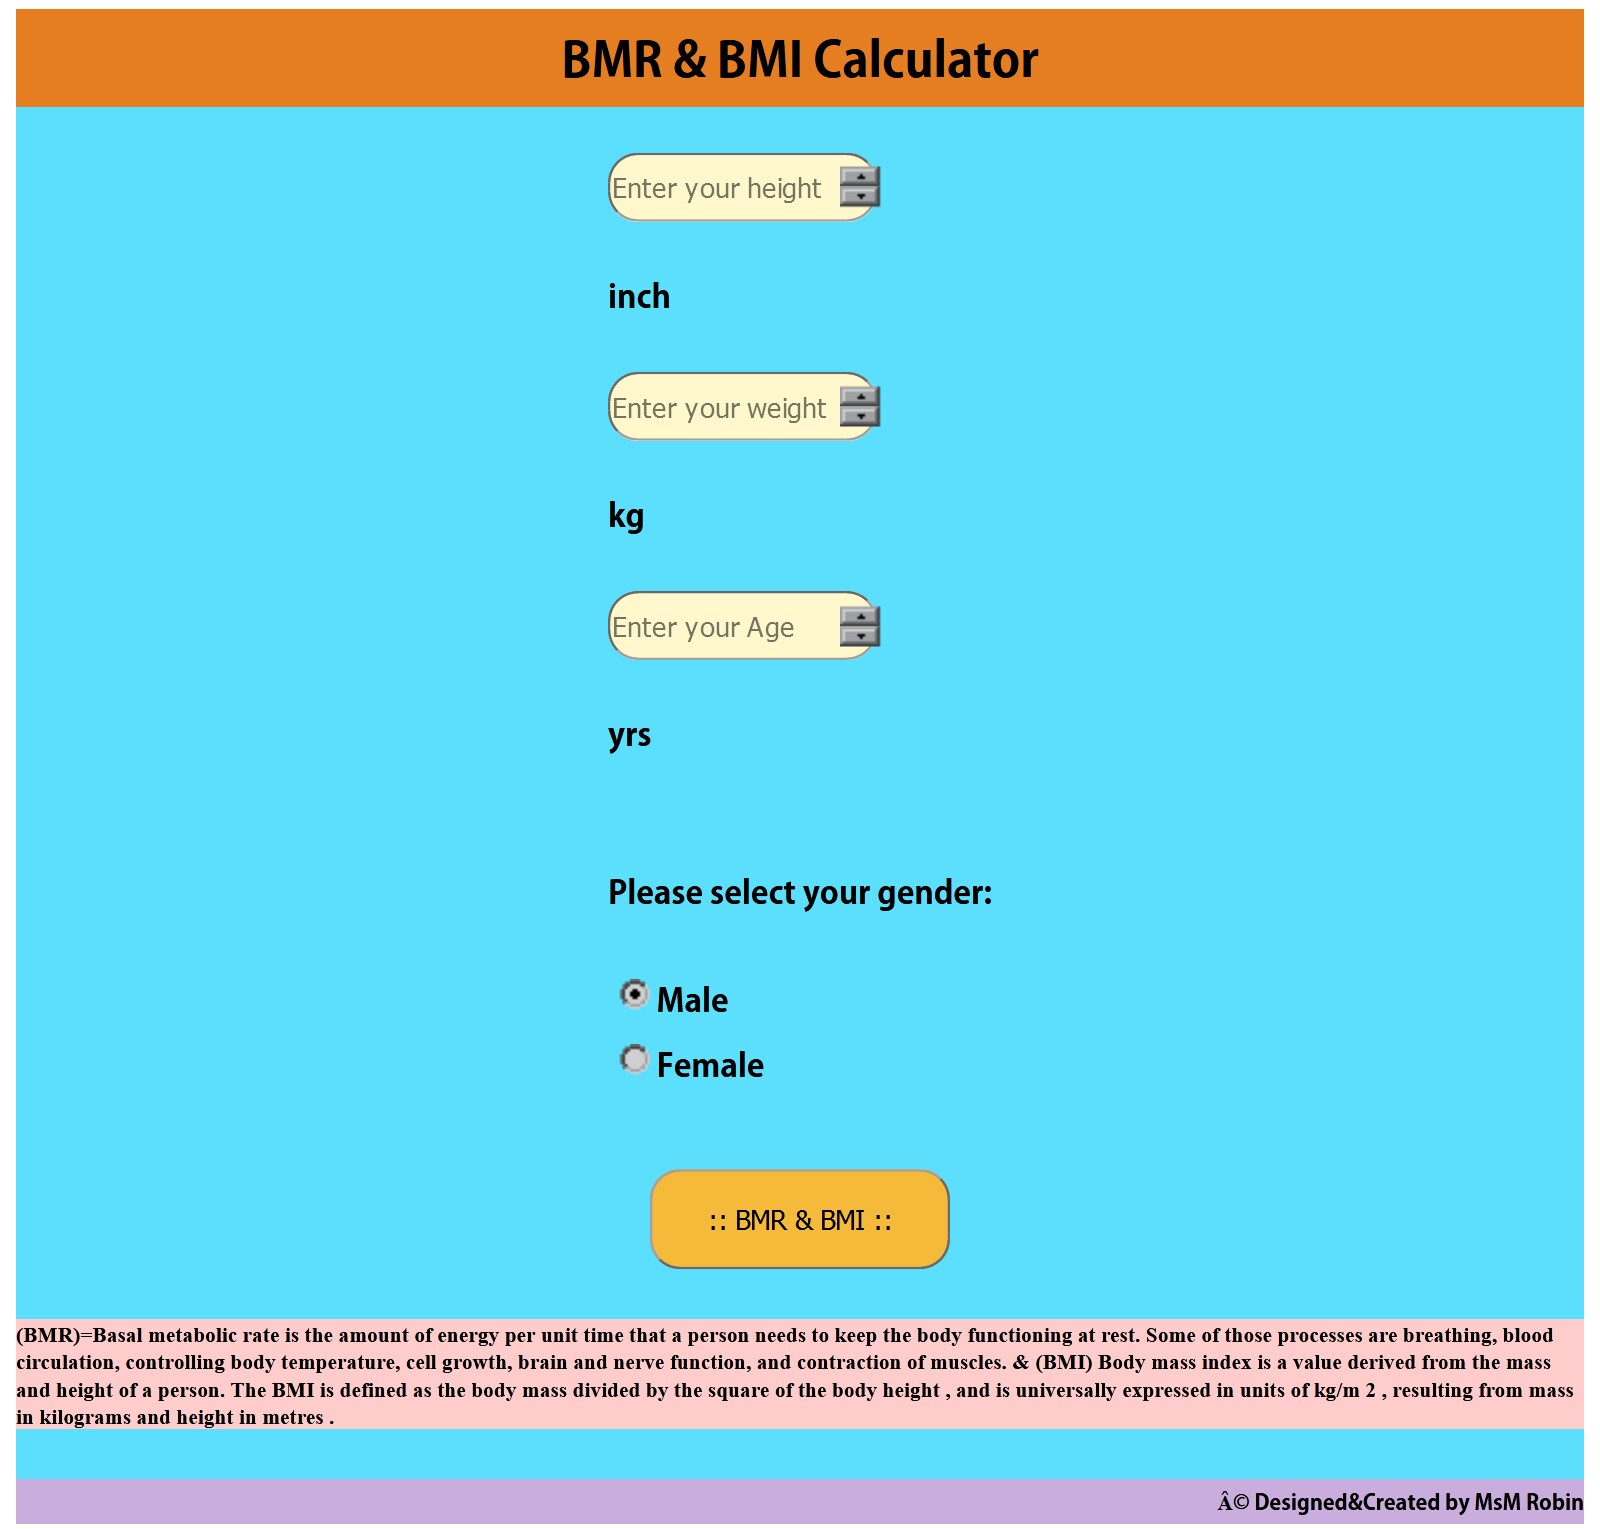 BMR & BMI Calculator
Enter your height
inch
Enter your weight
kg
Enter your Age
yrs
Please select your gender:
Male
Female
:: BMR & BMI ::
(BMR)=Basal metabolic rate is the amount of energy per unit time that a person needs to keep the body functioning at rest. Some of those processes are breathing, blood
circulation, controlling body temperature, cell growth, brain and nerve function, and contraction of muscles. & (BMI) Body mass index is a value derived from the mass
and height of a person. The BMI is defined as the body mass divided by the square of the body height , and is universally expressed in units of kg/m 2 , resulting from mass
in kilograms and height in metres .
Â© Designed&Created by MsM Robin